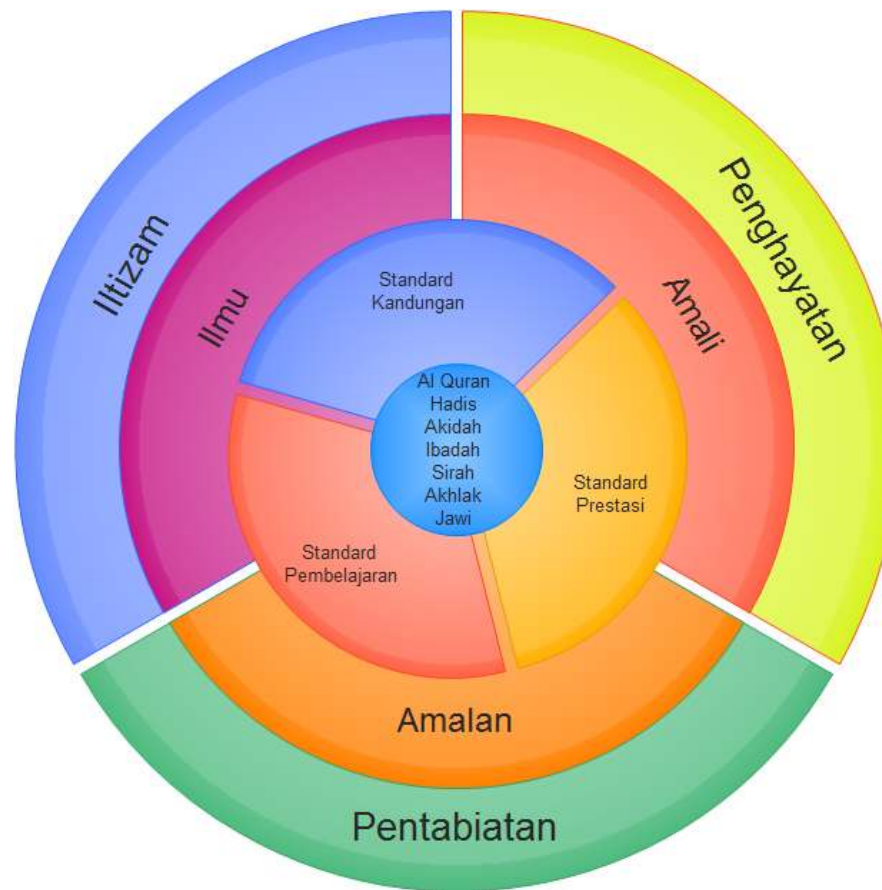 Iltizam
Penghayatan
Ilmu
Amali
Standard
Kandungan
Al Quran
Hadis
Akidah
Ibadah
Sirah
Akhlak
Jawi
Standard
Prestasi
Standard
Pembelajaran
Amalan
Pentabiatan